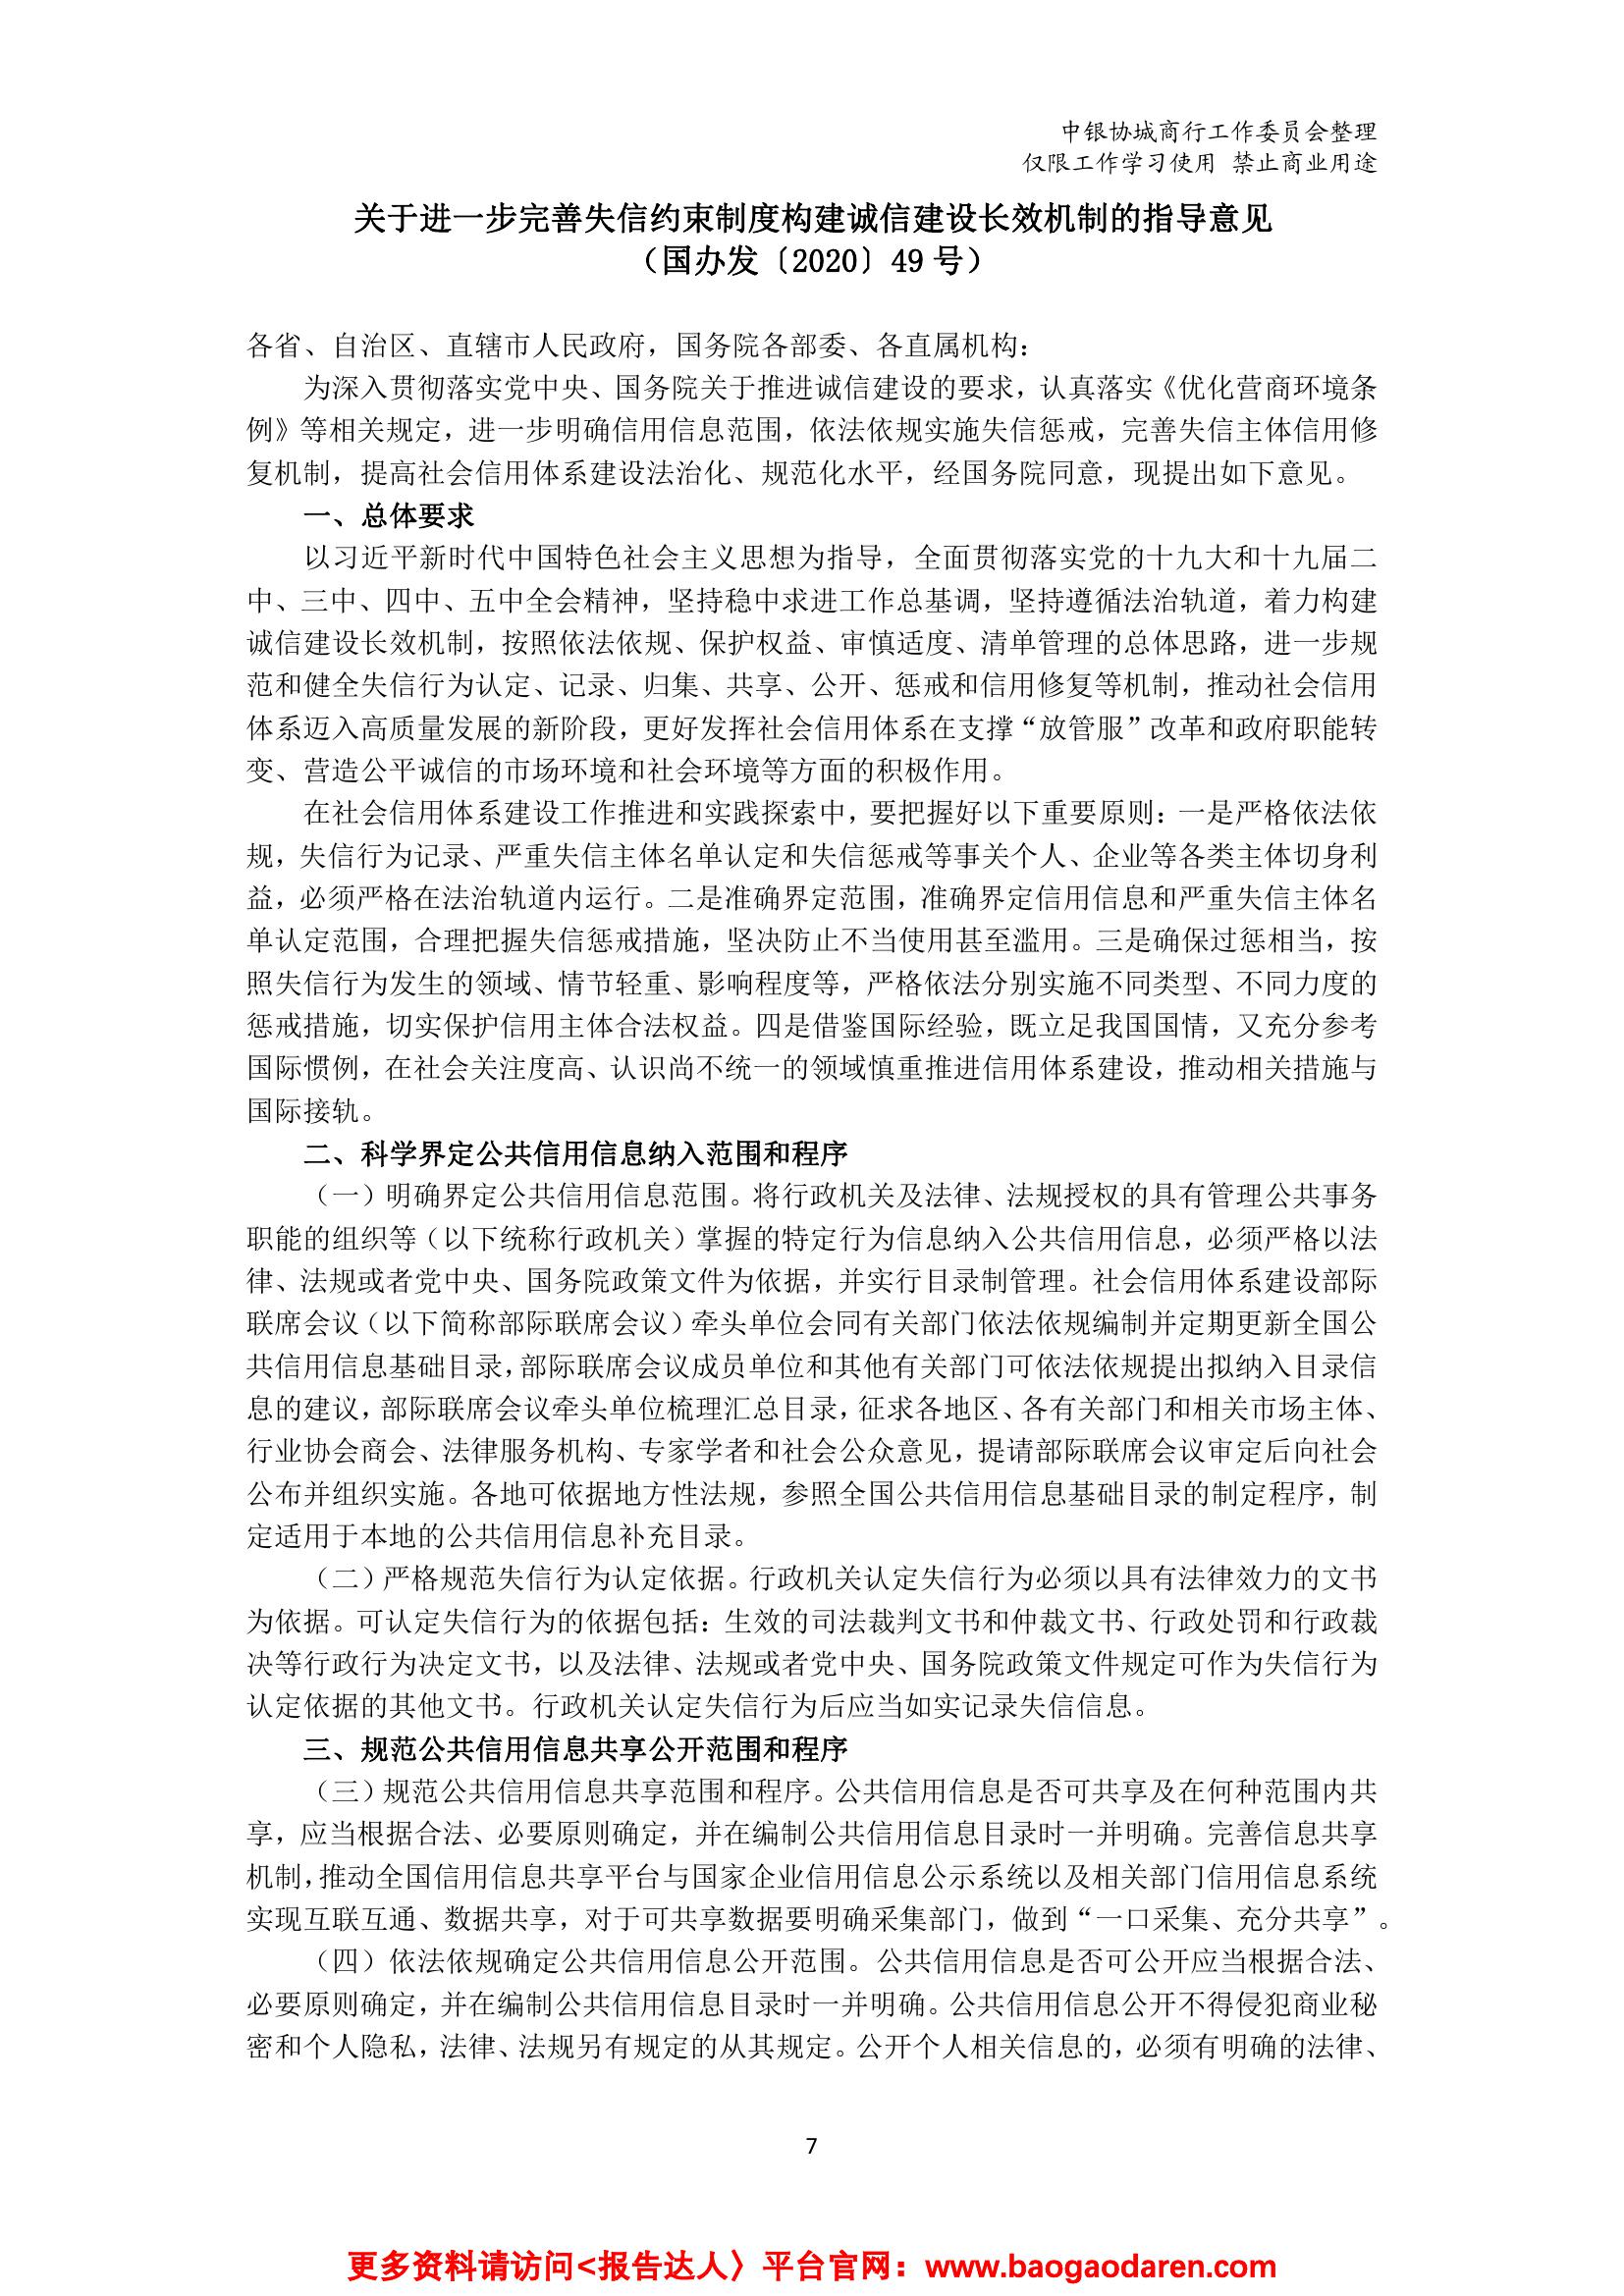 中银协城商行工作委员会整理
仅限工作学习使用 禁止商业用途
关于进一步完善失信约束制度构建诚信建设长效机制的指导意见
（国办发〔2020〕49 号）
各省、自治区、直辖市人民政府，国务院各部委、各直属机构：
为深入贯彻落实党中央、国务院关于推进诚信建设的要求，认真落实《优化营商环境条
例》等相关规定，进一步明确信用信息范围，依法依规实施失信惩戒，完善失信主体信用修
复机制，提高社会信用体系建设法治化、规范化水平，经国务院同意，现提出如下意见。
一、总体要求
以习近平新时代中国特色社会主义思想为指导，全面贯彻落实党的十九大和十九届二
中、三中、四中、五中全会精神，坚持稳中求进工作总基调，坚持遵循法治轨道，着力构建
诚信建设长效机制，按照依法依规、保护权益、审慎适度、清单管理的总体思路，进一步规
范和健全失信行为认定、记录、归集、共享、公开、惩戒和信用修复等机制，推动社会信用
体系迈入高质量发展的新阶段，更好发挥社会信用体系在支撑“放管服”改革和政府职能转
变、营造公平诚信的市场环境和社会环境等方面的积极作用。
在社会信用体系建设工作推进和实践探索中，要把握好以下重要原则：一是严格依法依
规，失信行为记录、严重失信主体名单认定和失信惩戒等事关个人、企业等各类主体切身利
益，必须严格在法治轨道内运行。二是准确界定范围，准确界定信用信息和严重失信主体名
单认定范围，合理把握失信惩戒措施，坚决防止不当使用甚至滥用。三是确保过惩相当，按
照失信行为发生的领域、情节轻重、影响程度等，严格依法分别实施不同类型、不同力度的
惩戒措施，切实保护信用主体合法权益。四是借鉴国际经验，既立足我国国情，又充分参考
国际惯例，在社会关注度高、认识尚不统一的领域慎重推进信用体系建设，推动相关措施与
国际接轨。
二、科学界定公共信用信息纳入范围和程序
（一）明确界定公共信用信息范围。将行政机关及法律、法规授权的具有管理公共事务
职能的组织等（以下统称行政机关）掌握的特定行为信息纳入公共信用信息，必须严格以法
律、法规或者党中央、国务院政策文件为依据，并实行目录制管理。社会信用体系建设部际
联席会议（以下简称部际联席会议）牵头单位会同有关部门依法依规编制并定期更新全国公
共信用信息基础目录，部际联席会议成员单位和其他有关部门可依法依规提出拟纳入目录信
息的建议，部际联席会议牵头单位梳理汇总目录，征求各地区、各有关部门和相关市场主体、
行业协会商会、法律服务机构、专家学者和社会公众意见，提请部际联席会议审定后向社会
公布并组织实施。各地可依据地方性法规，参照全国公共信用信息基础目录的制定程序，制
定适用于本地的公共信用信息补充目录。
（二）严格规范失信行为认定依据。行政机关认定失信行为必须以具有法律效力的文书
为依据。可认定失信行为的依据包括：生效的司法裁判文书和仲裁文书、行政处罚和行政裁
决等行政行为决定文书，以及法律、法规或者党中央、国务院政策文件规定可作为失信行为
认定依据的其他文书。行政机关认定失信行为后应当如实记录失信信息。
三、规范公共信用信息共享公开范围和程序
（三）规范公共信用信息共享范围和程序。公共信用信息是否可共享及在何种范围内共
享，应当根据合法、必要原则确定，并在编制公共信用信息目录时一并明确。完善信息共享
机制，推动全国信用信息共享平台与国家企业信用信息公示系统以及相关部门信用信息系统
实现互联互通、数据共享，对于可共享数据要明确采集部门，做到“一口采集、充分共享”。
（四）依法依规确定公共信用信息公开范围。公共信用信息是否可公开应当根据合法、
必要原则确定，并在编制公共信用信息目录时一并明确。公共信用信息公开不得侵犯商业秘
密和个人隐私，法律、法规另有规定的从其规定。公开个人相关信息的，必须有明确的法律、
7
更多资料请访问<报告达人〉平台官网：www.baogaodaren.com